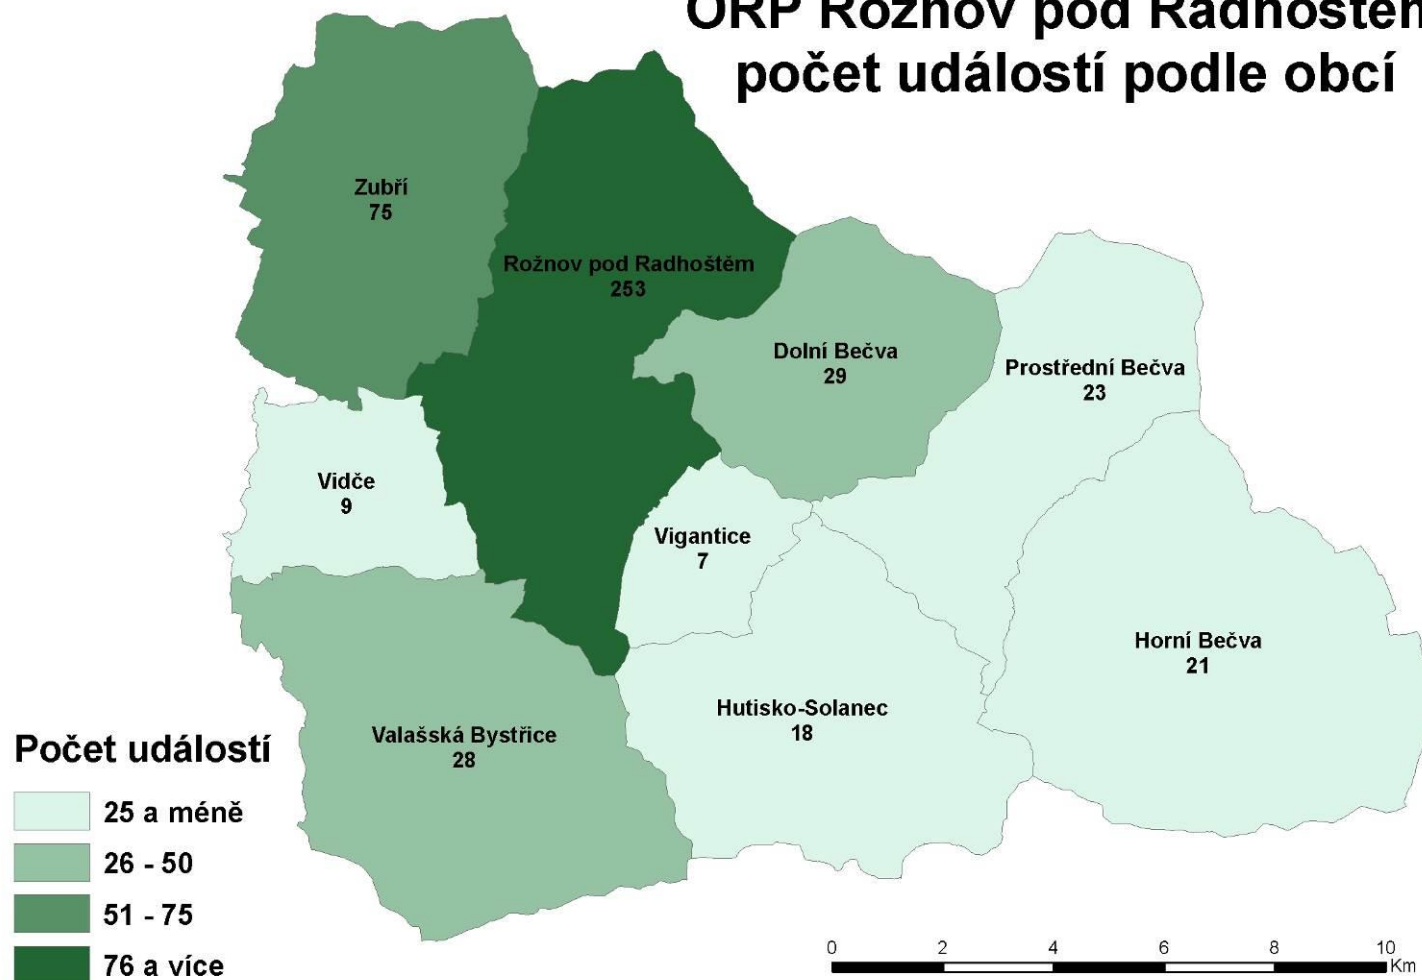 ORP Rožnov pod Radhoštěm
počet událostí podle obcí
Zubří
75
Rožnov pod Radhoštěm
253
Dolní Bečva
29
Prostřední Bečva
23
Vidče
9
Vigantice
7
Horní Bečva
21
Hutisko-Solanec
18
Valašská Bystřice
28
Počet událostí
25 a méně
26 - 50
51 - 75
76 a více
0 2 4 6 8 10
Km